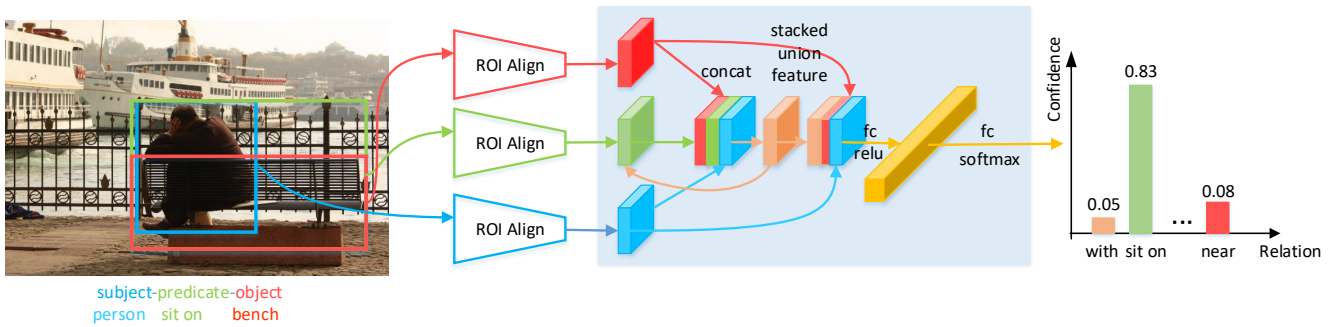 subject-predicate-object
person sit on bench
ROI Align
ROI Align
ROI Align
concat
stacked
union
feature
fc
relu
fc
softmax
Confidence
0.05
0.83
...
0.08
with sit on near Relation